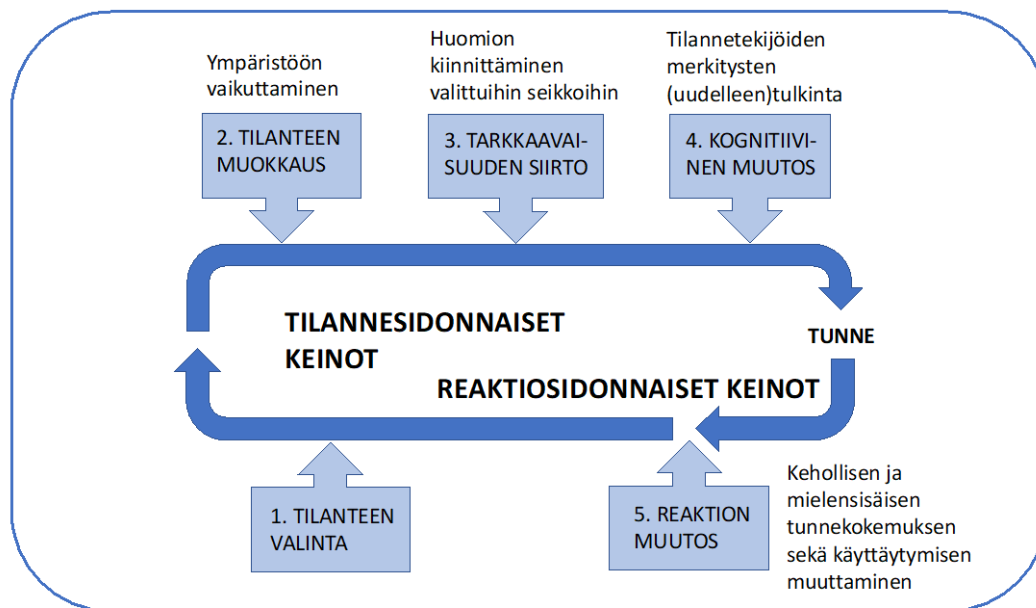 Ympäristöön
vaikuttaminen
2. TILANTEEN
MUOKKAUS
Huomion
kiinnittäminen
valittuihin seikkoihin
3. TARKKAAVAI-
SUUDEN SIIRTO
Tilannetekijöiden
merkitysten
(uudelleen)tulkinta
4. KOGNITIIVI-
NEN MUUTOS
TILANNESIDONNAISET
KEINOT
TUNNE
REAKTIOSIDONNAISET KEINOT
1. TILANTEEN
VALINTA
5. REAKTION
MUUTOS
Kehollisen ja
mielensisäisen
tunnekokemuksen
sekä käyttäytymisen
muuttaminen